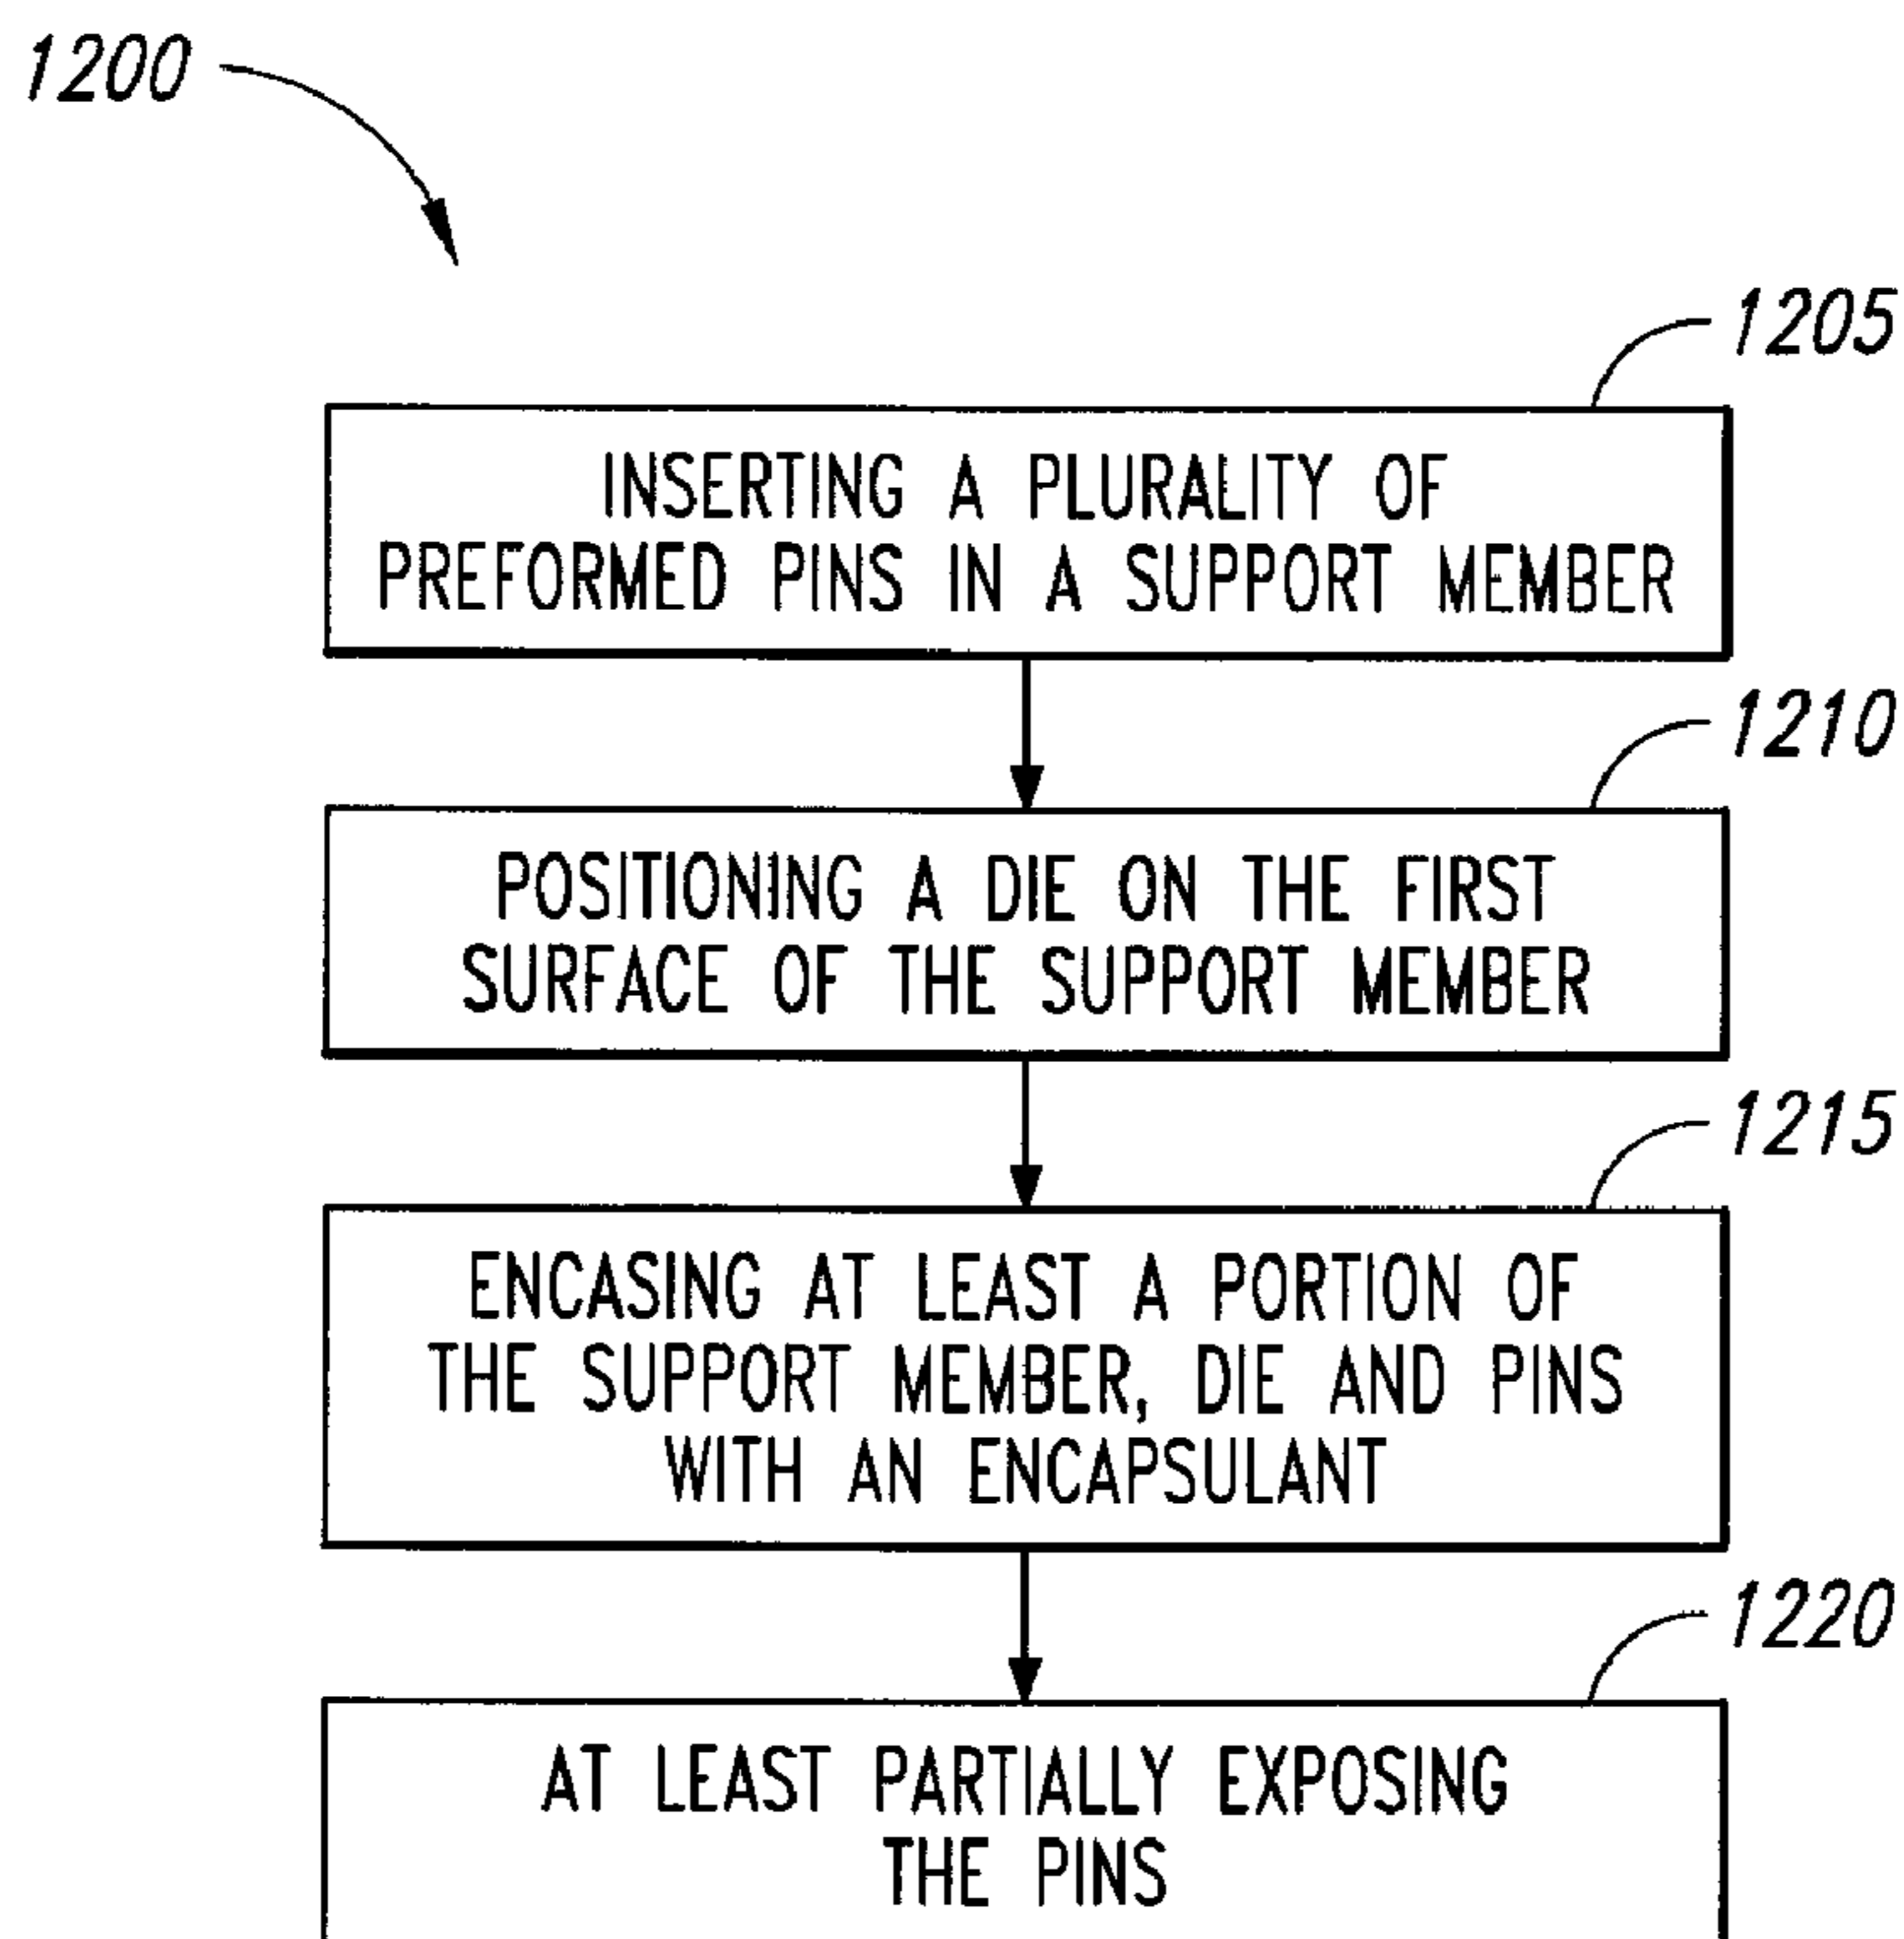 1200
1205
INSERTING A PLURALITY OF
PREFORMED PINS IN A SUPPORT MEMBER
1210
POSITIONING A DIE ON THE FIRST
SURFACE OF THE SUPPORT MEMBER
1215
ENCASING AT LEAST A PORTION OF
THE SUPPORT MEMBER, DIE AND PINS
WITH AN ENCAPSULANT
1220
AT LEAST PARTIALLY EXPOSING
THE PINS